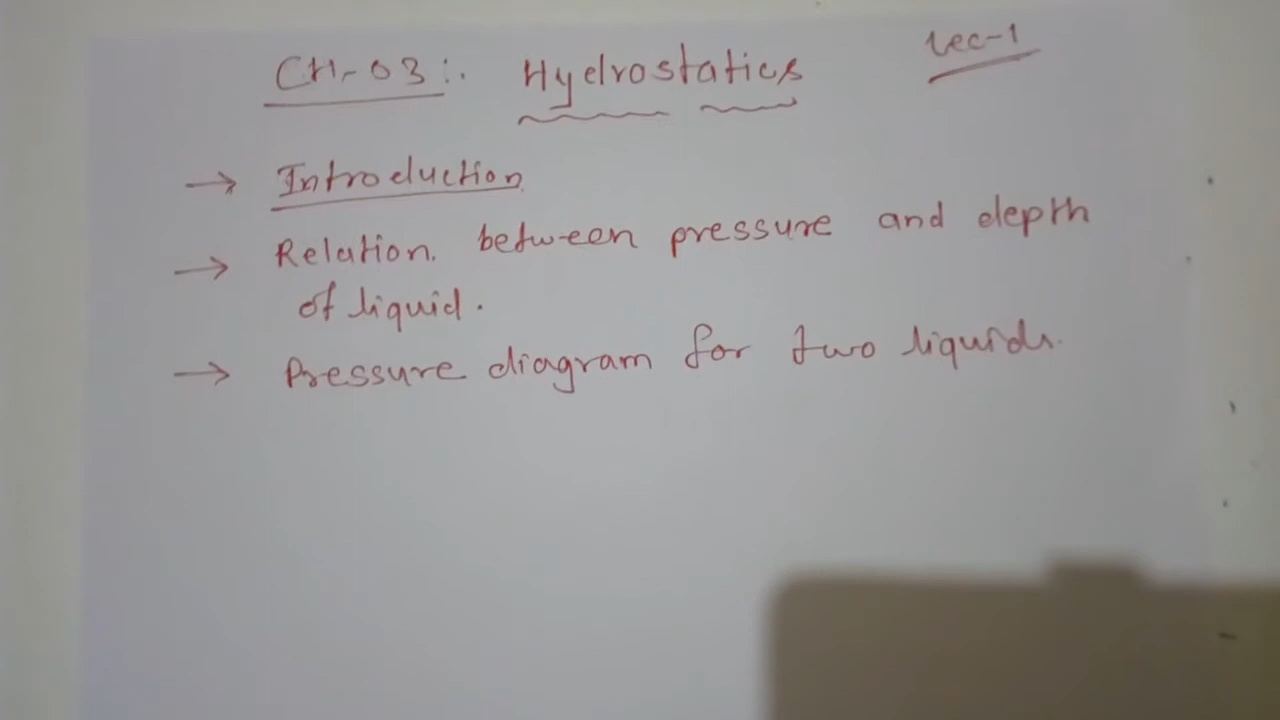 CH-03:. Hydrostatics Lec-1
→ Introduction
→ Relation between pressure and depth
of liquid.
→ Pressure diagram for two liquids.